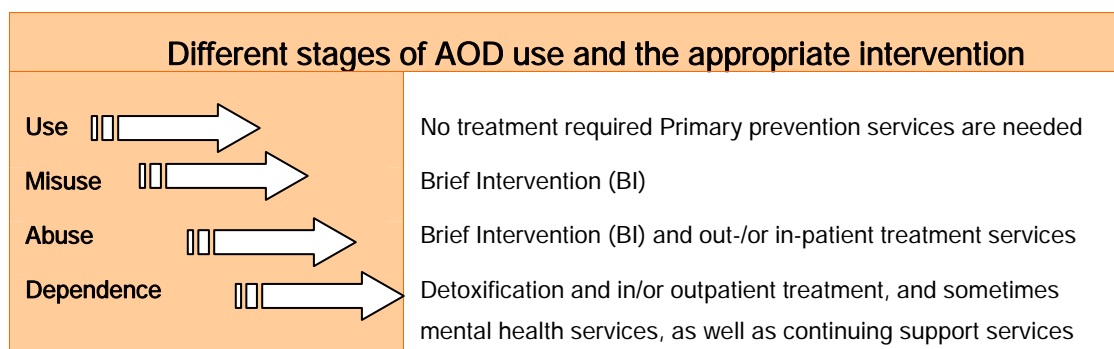 Different stages of AOD use and the appropriate intervention
Use No treatment required Primary prevention services are needed
Misuse Brief Intervention (BI)
Abuse Brief Intervention (BI) and out-/or in-patient treatment services
Dependence Detoxification and in/or outpatient treatment, and sometimes
mental health services, as well as continuing support services